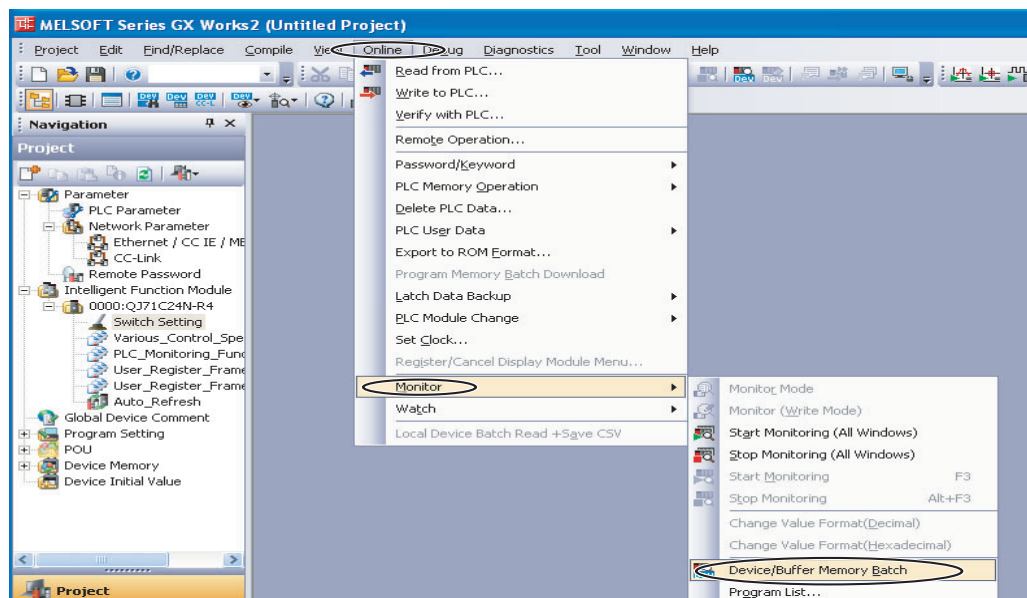 MELSOFT Series GX Works2 (Untitled Project)
Project Edit Find/Replace Compile View Online Debug Diagnostics Tool Window Help
Navigation
Project
Parameter
PLC Parameter
Network Parameter
Ethernet / CC IE / ME
CC-Link
Remote Password
Intelligent Function Module
0000:QJ71C24N-R4
Switch Setting
Various_Control_Spe
PLC_Monitoring_Func
User_Register_Frame
User_Register_Frame
Auto_Refresh
Global Device Comment
Program Setting
POU
Device Memory
Device Initial Value
Project
Read from PLC...
Write to PLC...
Verify with PLC...
Remote Operation...
Password/Keyword
PLC Memory Operation
Delete PLC Data...
PLC User Data
Export to ROM Format...
Program Memory Batch Download
Latch Data Backup
PLC Module Change
Set Clock...
Register/Cancel Display Module Menu...
Monitor
Watch
Local Device Batch Read +Save CSV
Monitor Mode
Monitor (Write Mode)
Start Monitoring (All Windows)
Stop Monitoring (All Windows)
Start Monitoring F3
Stop Monitoring Alt+F3
Change Value Format(Decimal)
Change Value Format(Hexadecimal)
Device/Buffer Memory Batch
Program List...